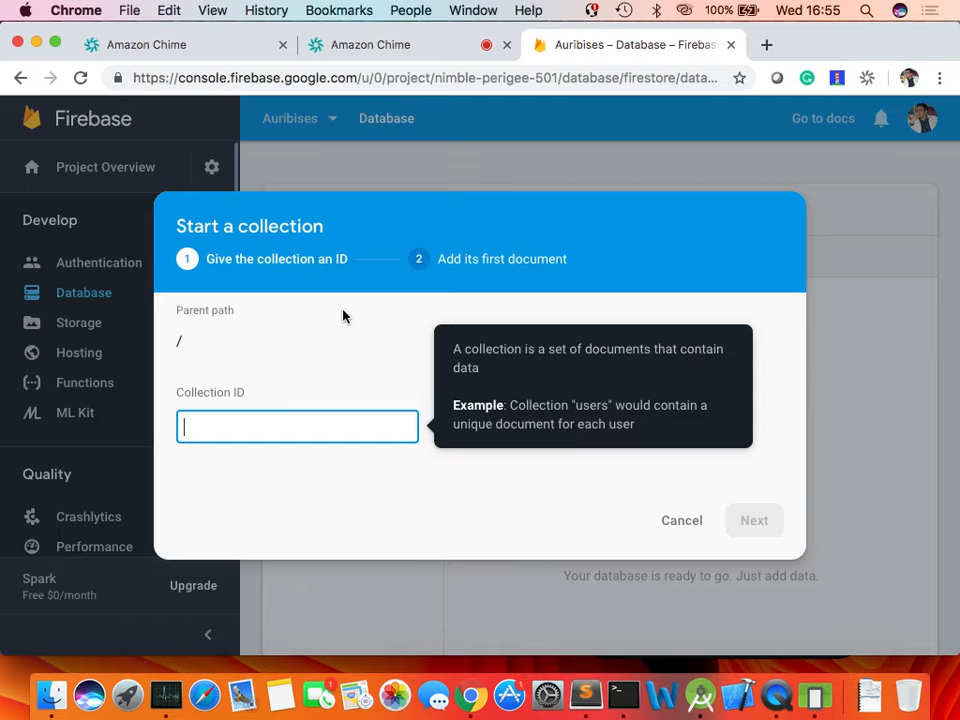 Chrome File Edit View History Bookmarks People Window Help 100% Wed 16:55
Amazon Chime
Amazon Chime
Auribises – Database – Firebas
https://console.firebase.google.com/u/0/project/nimble-perigee-501/database/firestore/data...
Firebase
Auribises
Database
Go to docs
Project Overview
Develop
Authentication
Database
Storage
Hosting
Functions
ML Kit
Quality
Crashlytics
Performance
Spark
Free $0/month
Upgrade
Start a collection
1 Give the collection an ID
2 Add its first document
Parent path
/
Collection ID
A collection is a set of documents that contain
data
Example: Collection "users" would contain a
unique document for each user
Cancel
Next
Your database is ready to go. Just add data.
1